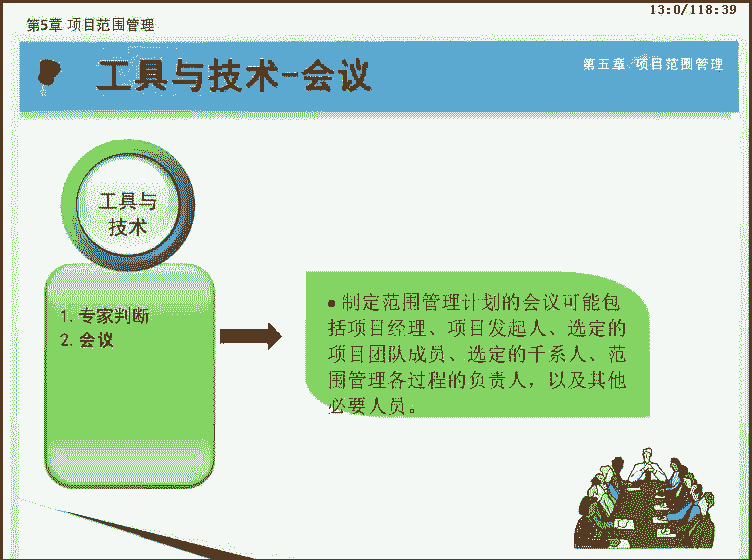 13:0/118:39
第5章 项目范围管理
工具与技术-会议
第五章 项目范围管理
工具与
技术
1. 专家判断
2. 会议
● 制定范围管理计划的会议可能包
括项目经理、项目发起人、选定的
项目团队成员、选定的干系人、范
围管理各过程的负责人，以及其他
必要人员。